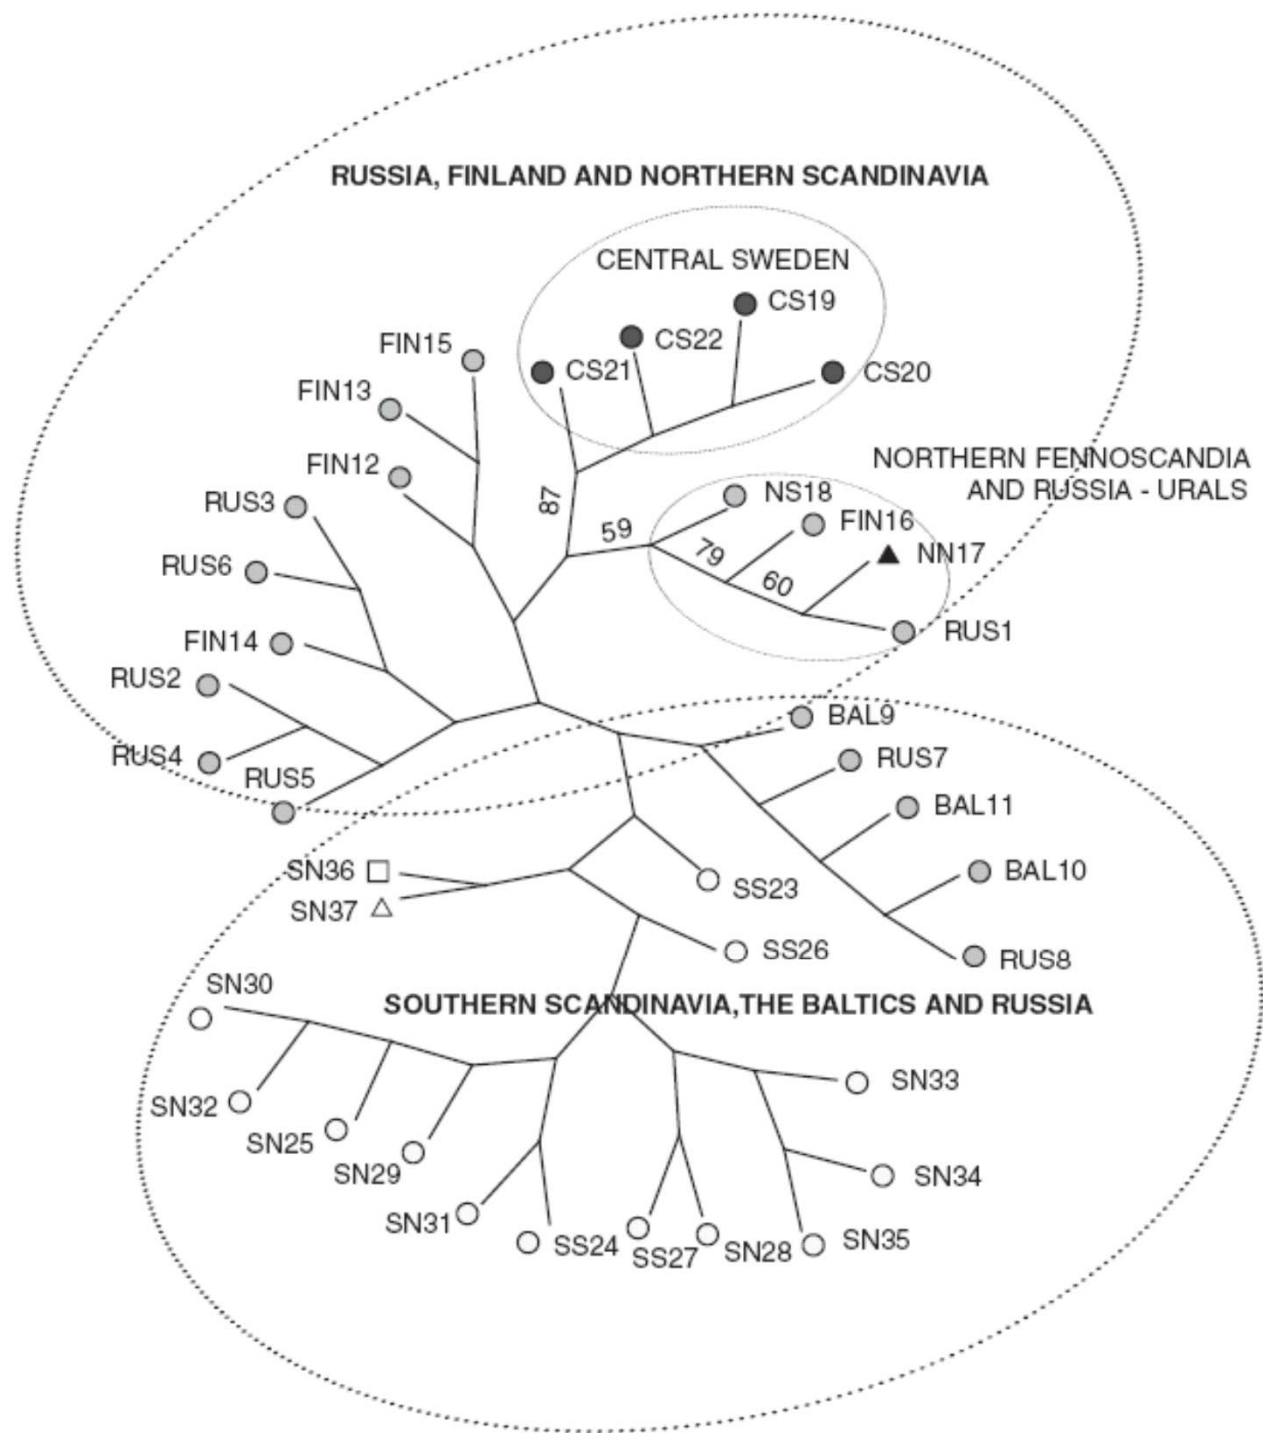 RUSSIA, FINLAND AND NORTHERN SCANDINAVIA
CENTRAL SWEDEN
CS19
CS22
FIN15
CS21
CS20
FIN13
NORTHERN FENNOSCANDIA
AND RUSSIA - URALS
FIN12
RUS3
87
NS18
59
FIN16
79
NN17
RUS6
60
FIN14
RUS1
RUS2
BAL9
RUS4
RUS5
RUS7
BAL11
SN36
BAL10
SN37
SS23
SS26
RUS8
SN30
SOUTHERN SCANDINAVIA,THE BALTICS AND RUSSIA
SN33
SN32
SN25
SN29
SN34
SN31
SS24
SS27
SN28
SN35